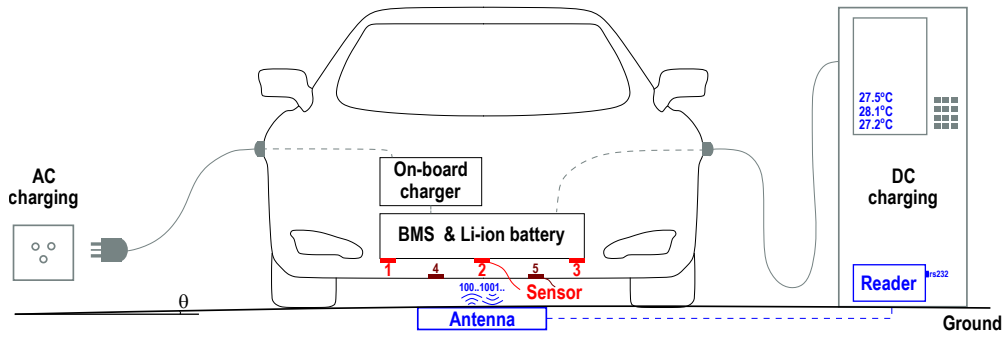 27.5°C
28.1°C
27.2°C
AC
charging
On-board
charger
DC
charging
BMS & Li-ion battery
1
4
2
5
3
100..1001..
Sensor
rs232
Reader
θ
Antenna
Ground